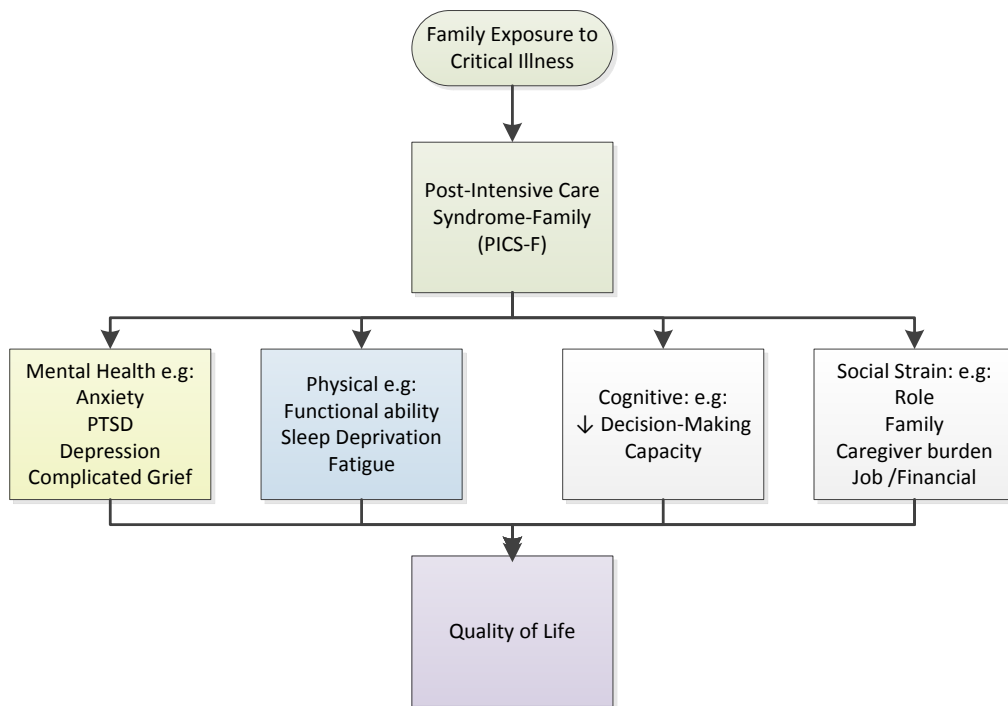 Family Exposure to
Critical Illness
Post-Intensive Care
Syndrome-Family
(PICS-F)
Mental Health e.g:
Anxiety
PTSD
Depression
Complicated Grief
Physical e.g:
Functional ability
Sleep Deprivation
Fatigue
Cognitive: e.g:
↓ Decision-Making
Capacity
Social Strain: e.g:
Role
Family
Caregiver burden
Job /Financial
Quality of Life